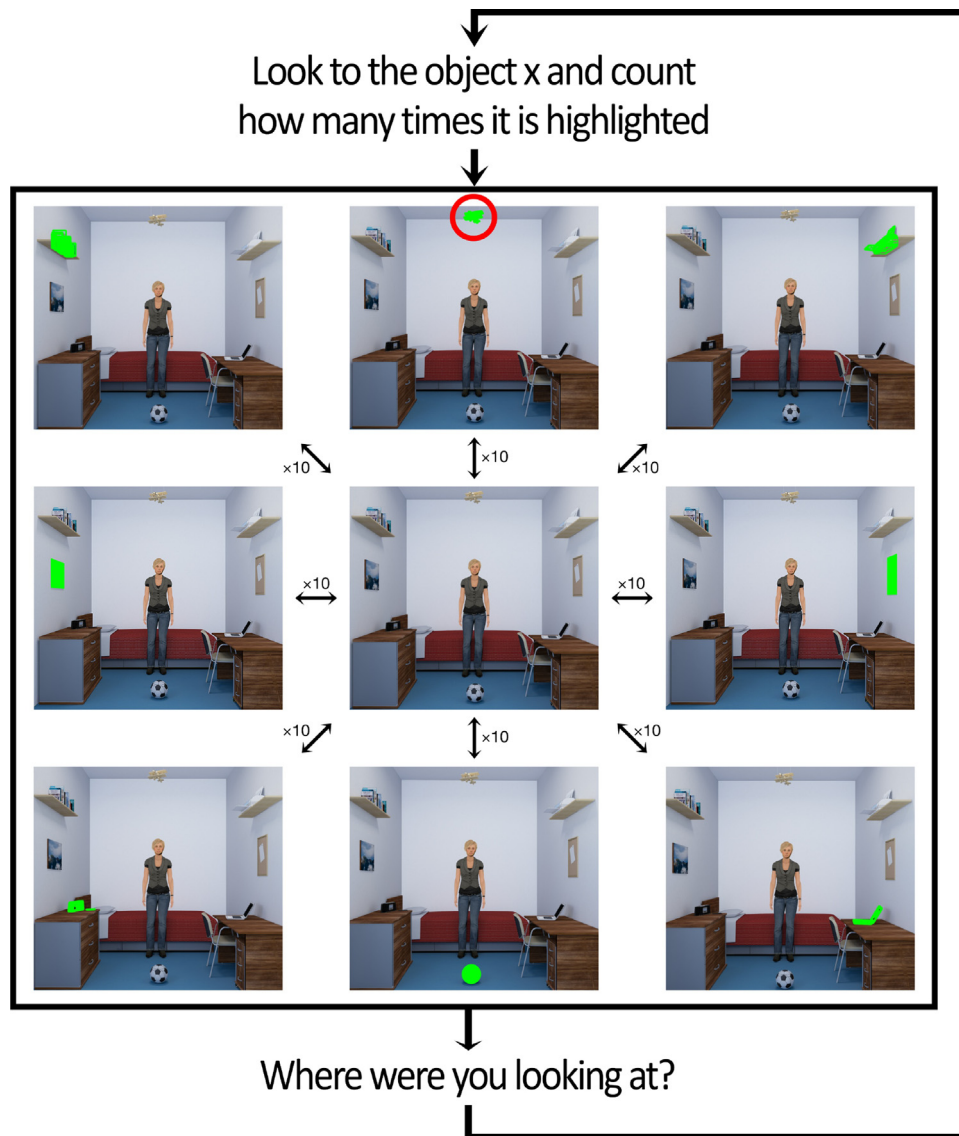 Look to the object x and count
how many times it is highlighted
×10
×10
×10
×10
×10
×10
×10
×10
Where were you looking at?